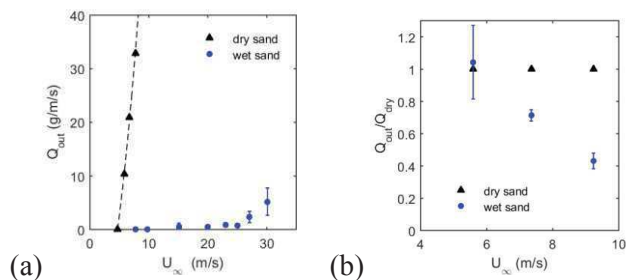 (a)
40
30
20
10
0
Q_out (g/m/s)
dry sand
wet sand
0 10 20 30
U_∞ (m/s)
(b)
1.2
1
0.8
0.6
0.4
0.2
0
Q_out/Q_dry
dry sand
wet sand
4 6 8 10
U_∞ (m/s)
(a)
(b)